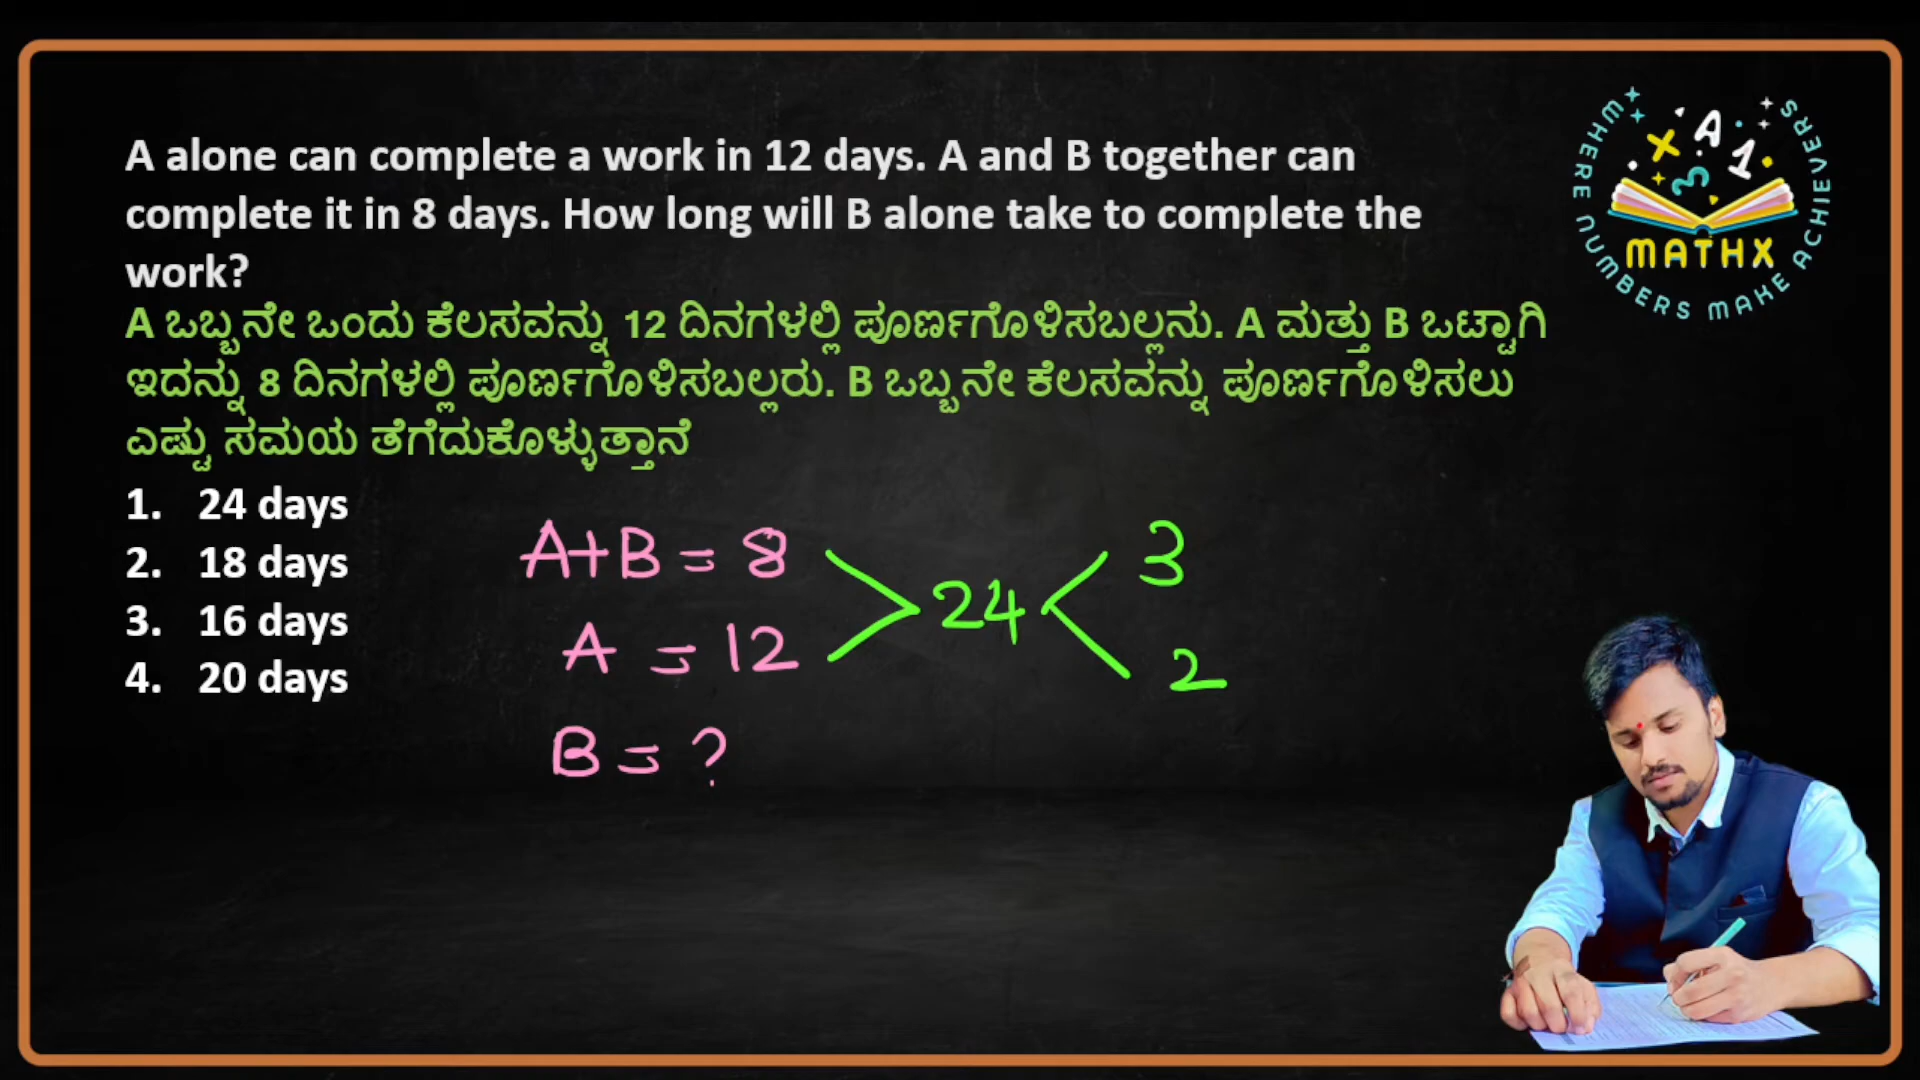 A alone can complete a work in 12 days. A and B together can
complete it in 8 days. How long will B alone take to complete the
work?
A ಒಬ್ಬನೇ ಒಂದು ಕೆಲಸವನ್ನು 12 ದಿನಗಳಲ್ಲಿ ಪೂರ್ಣಗೊಳಿಸಬಲ್ಲನು. A ಮತ್ತು B ಒಟ್ಟಾಗಿ
ಇದನ್ನು 8 ದಿನಗಳಲ್ಲಿ ಪೂರ್ಣಗೊಳಿಸಬಲ್ಲರು. B ಒಬ್ಬನೇ ಕೆಲಸವನ್ನು ಪೂರ್ಣಗೊಳಿಸಲು
ಎಷ್ಟು ಸಮಯ ತೆಗೆದುಕೊಳ್ಳುತ್ತಾನೆ
1. 24 days
2. 18 days
3. 16 days
4. 20 days
A+B = 8
A = 12
B = ?
24
3
2
WHERE NUMBERS MAKE ACHIEVERS
X A 1 3
MATHX